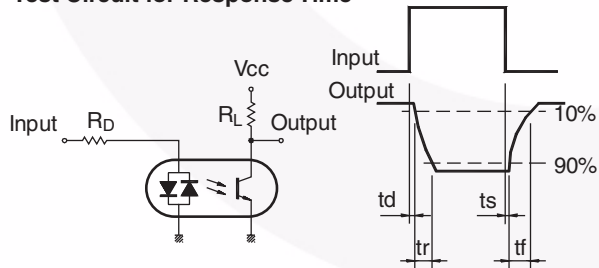 Test Circuit for Response Time
Input
Output
Vcc
10%
Input
RD
RL
Output
90%
td
ts
tr
tf